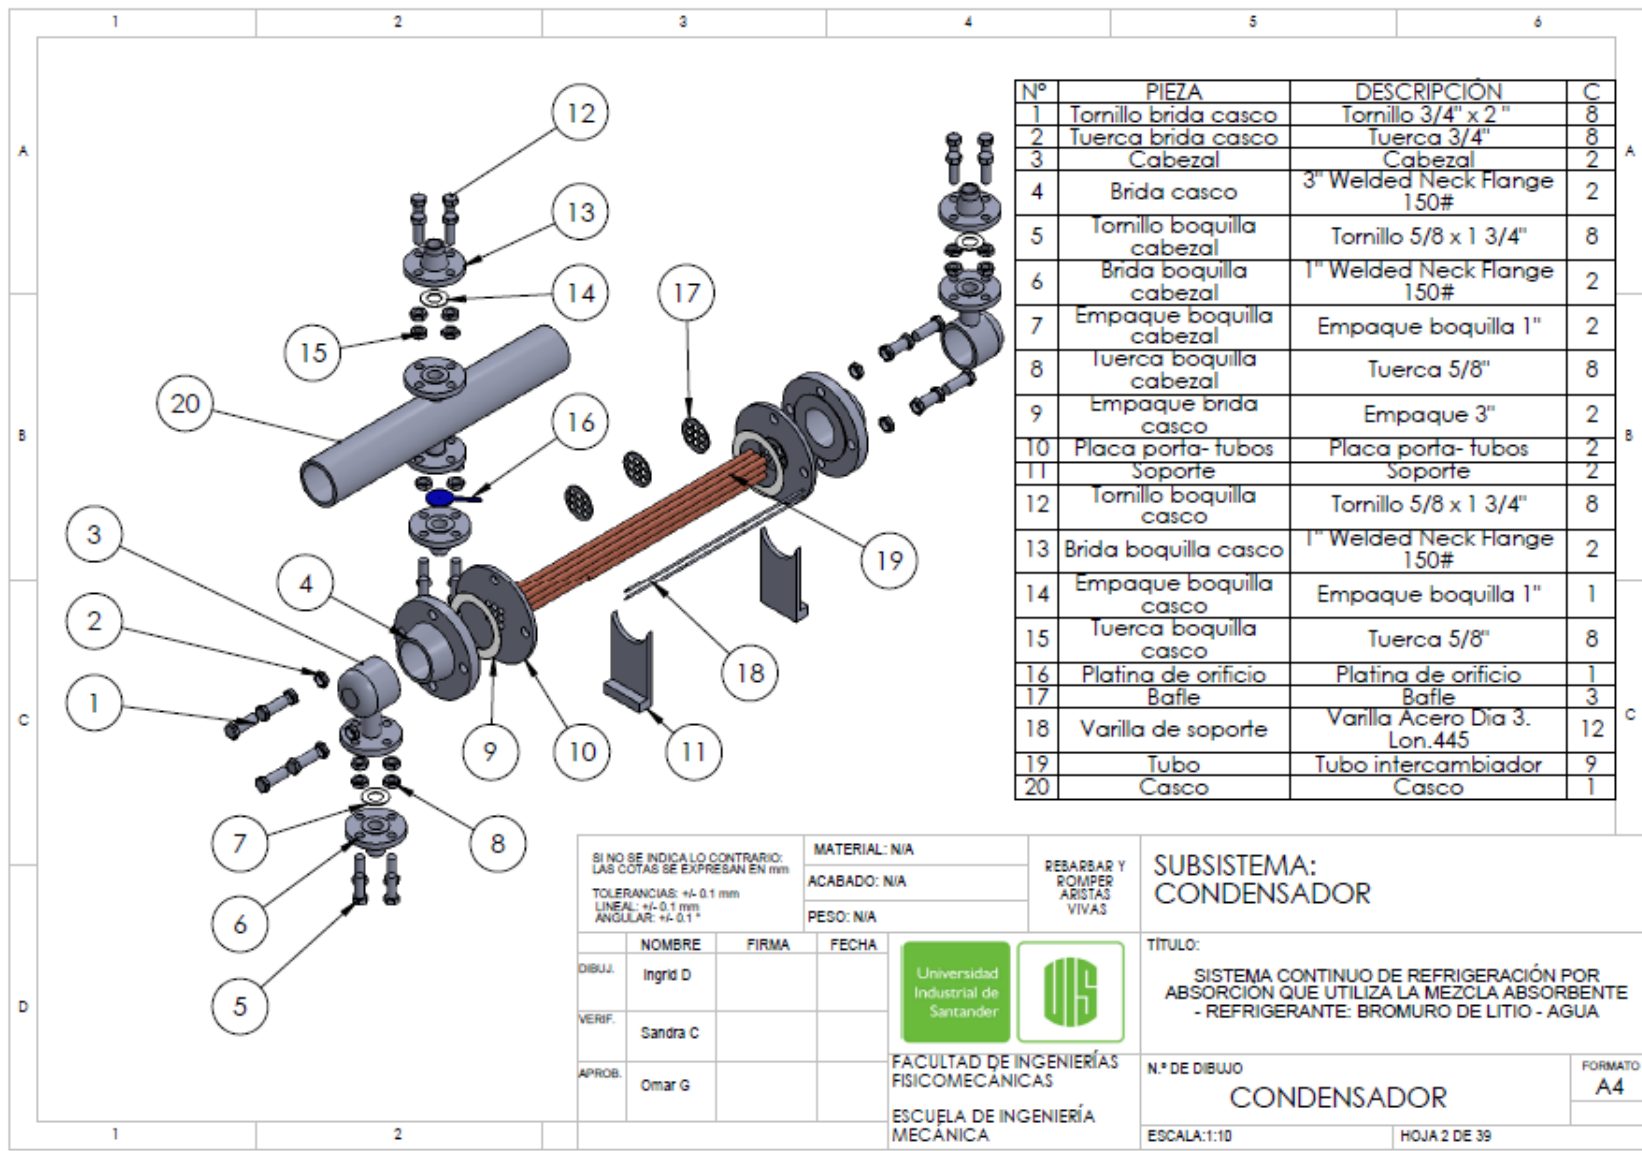 1 2 3 4 5 6
A
B
C
D
A
B
C
12
13
14
15
17
20
16
3
4
2
1
19
18
9
10
11
7
8
6
5
Nº PIEZA DESCRIPCIÓN C
1 Tornillo brida casco Tornillo 3/4" x 2 " 8
2 Tuerca brida casco Tuerca 3/4" 8
3 Cabezal Cabezal 2
4 Brida casco 3" Welded Neck Flange 150# 2
5 Tornillo boquilla cabezal Tornillo 5/8 x 1 3/4" 8
6 Brida boquilla cabezal 1" Welded Neck Flange 150# 2
7 Empaque boquilla cabezal Empaque boquilla 1" 2
8 Tuerca boquilla cabezal Tuerca 5/8" 8
9 Empaque brida casco Empaque 3" 2
10 Placa porta- tubos Placa porta- tubos 2
11 Soporte Soporte 2
12 Tornillo boquilla casco Tornillo 5/8 x 1 3/4" 8
13 Brida boquilla casco 1" Welded Neck Flange 150# 2
14 Empaque boquilla casco Empaque boquilla 1" 1
15 Tuerca boquilla casco Tuerca 5/8" 8
16 Platina de orificio Platina de orificio 1
17 Bafle Bafle 3
18 Varilla de soporte Varilla Acero Dia 3. Lon.445 12
19 Tubo Tubo intercambiador 9
20 Casco Casco 1
SI NO SE INDICA LO CONTRARIO:
LAS COTAS SE EXPRESAN EN mm
TOLERANCIAS: +/- 0.1 mm
LINEAL: +/- 0.1 mm
ANGULAR: +/- 0.1 °
MATERIAL: N/A
ACABADO: N/A
PESO: N/A
REBARBAR Y
ROMPER
ARISTAS
VIVAS
SUBSISTEMA:
CONDENSADOR
NOMBRE FIRMA FECHA
DIBUJ. Ingrid D
VERIF. Sandra C
APROB. Omar G
Universidad
Industrial de
Santander
UIS
FACULTAD DE INGENIERÍAS
FISICOMECÁNICAS
ESCUELA DE INGENIERÍA
MECÁNICA
TÍTULO:
SISTEMA CONTINUO DE REFRIGERACIÓN POR
ABSORCIÓN QUE UTILIZA LA MEZCLA ABSORBENTE
- REFRIGERANTE: BROMURO DE LITIO - AGUA
N.º DE DIBUJO
CONDENSADOR
FORMATO
A4
ESCALA:1:10
HOJA 2 DE 39
1 2